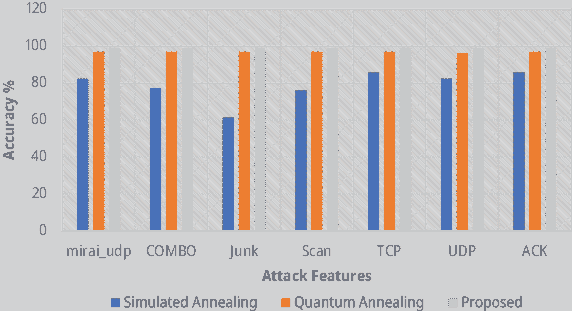 120
100
80
60
40
20
0
Accuracy %
mirai_udp COMBO Junk Scan TCP UDP ACK
Attack Features
Simulated Annealing Quantum Annealing Proposed